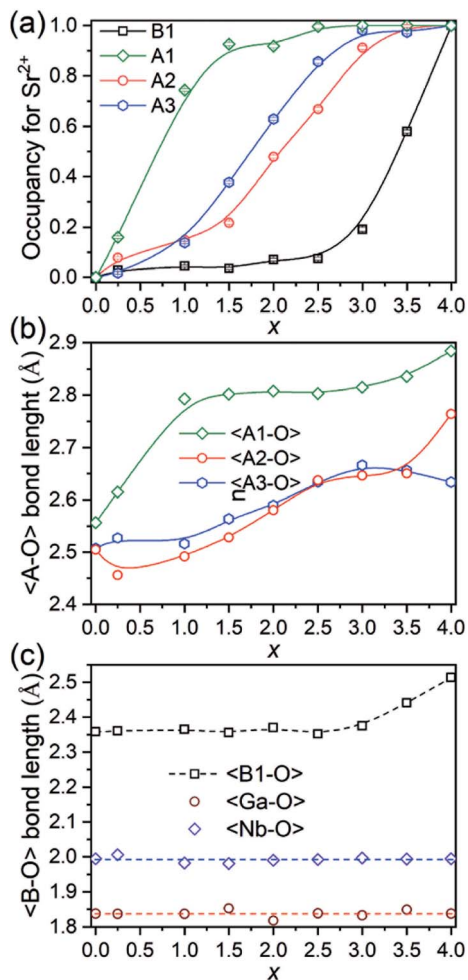 (a)
B1
A1
A2
A3
Occupancy for Sr²⁺
1.0
0.8
0.6
0.4
0.2
0.0
0.0 0.5 1.0 1.5 2.0 2.5 3.0 3.5 4.0
x
(b)
<A-O> bond lenght (Å)
2.9
2.8
2.7
2.6
2.5
2.4
<A1-O>
<A2-O>
<A3-O>
n
0.0 0.5 1.0 1.5 2.0 2.5 3.0 3.5 4.0
x
(c)
<B-O> bond length (Å)
2.5
2.4
2.3
2.2
2.1
2.0
1.9
1.8
<B1-O>
<Ga-O>
<Nb-O>
0.0 0.5 1.0 1.5 2.0 2.5 3.0 3.5 4.0
x